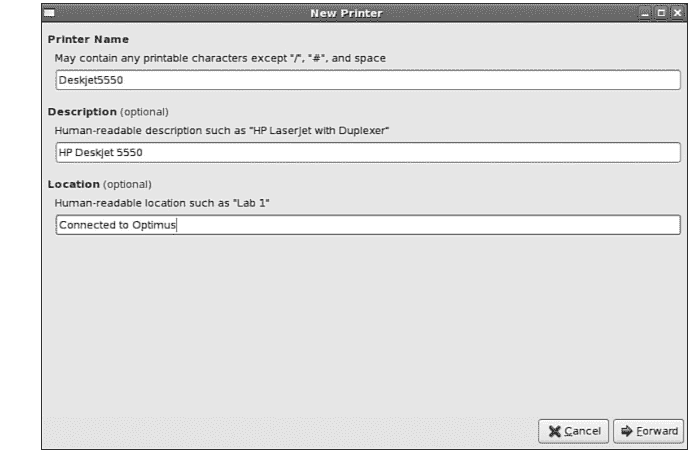 New Printer
Printer Name
May contain any printable characters except "/", "#", and space
Deskjet5550
Description (optional)
Human-readable description such as "HP LaserJet with Duplexer"
HP Deskjet 5550
Location (optional)
Human-readable location such as "Lab 1"
Connected to Optimus
Cancel Forward